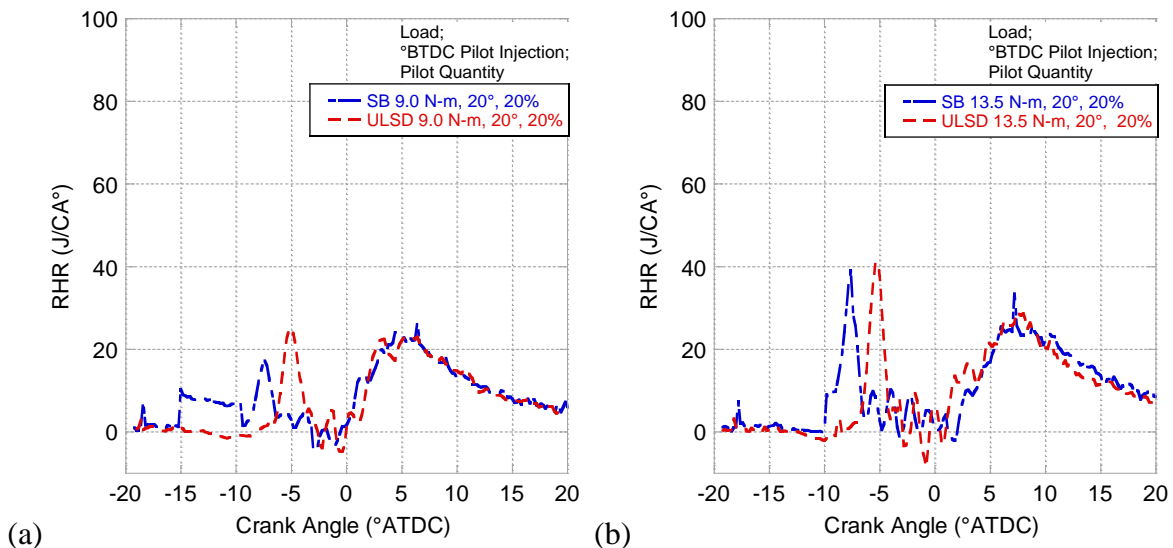 Load;
°BTDC Pilot Injection;
Pilot Quantity
SB 9.0 N-m, 20°, 20%
ULSD 9.0 N-m, 20°, 20%
100
80
60
40
20
0
RHR (J/CA°)
-20 -15 -10 -5 0 5 10 15 20
Crank Angle (°ATDC)
(a)
Load;
°BTDC Pilot Injection;
Pilot Quantity
SB 13.5 N-m, 20°, 20%
ULSD 13.5 N-m, 20°, 20%
100
80
60
40
20
0
RHR (J/CA°)
-20 -15 -10 -5 0 5 10 15 20
Crank Angle (°ATDC)
(b)